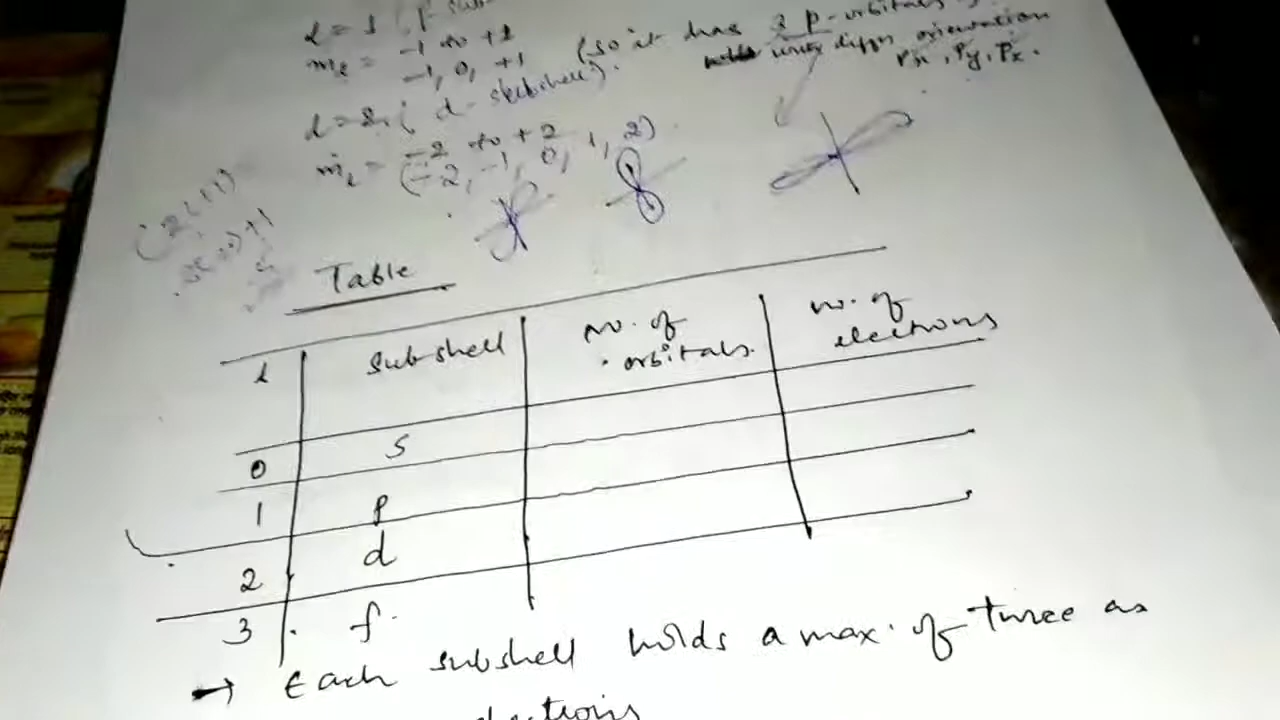 l = 1 ( p-sub
mℓ = -1 to +1
-1, 0, +1 (so it has 3 p-orbitals
with diffn orientation
Px, Py, Px.
l = 2, ( d- subshell).
mℓ = -2 to + 2
(-2, -1, 0, 1, 2)
Table
l subshell no. of orbitals. no. of electrons
0 s
1 p
2 d
3 f
→ Each subshell holds a max. of twree as
electrons